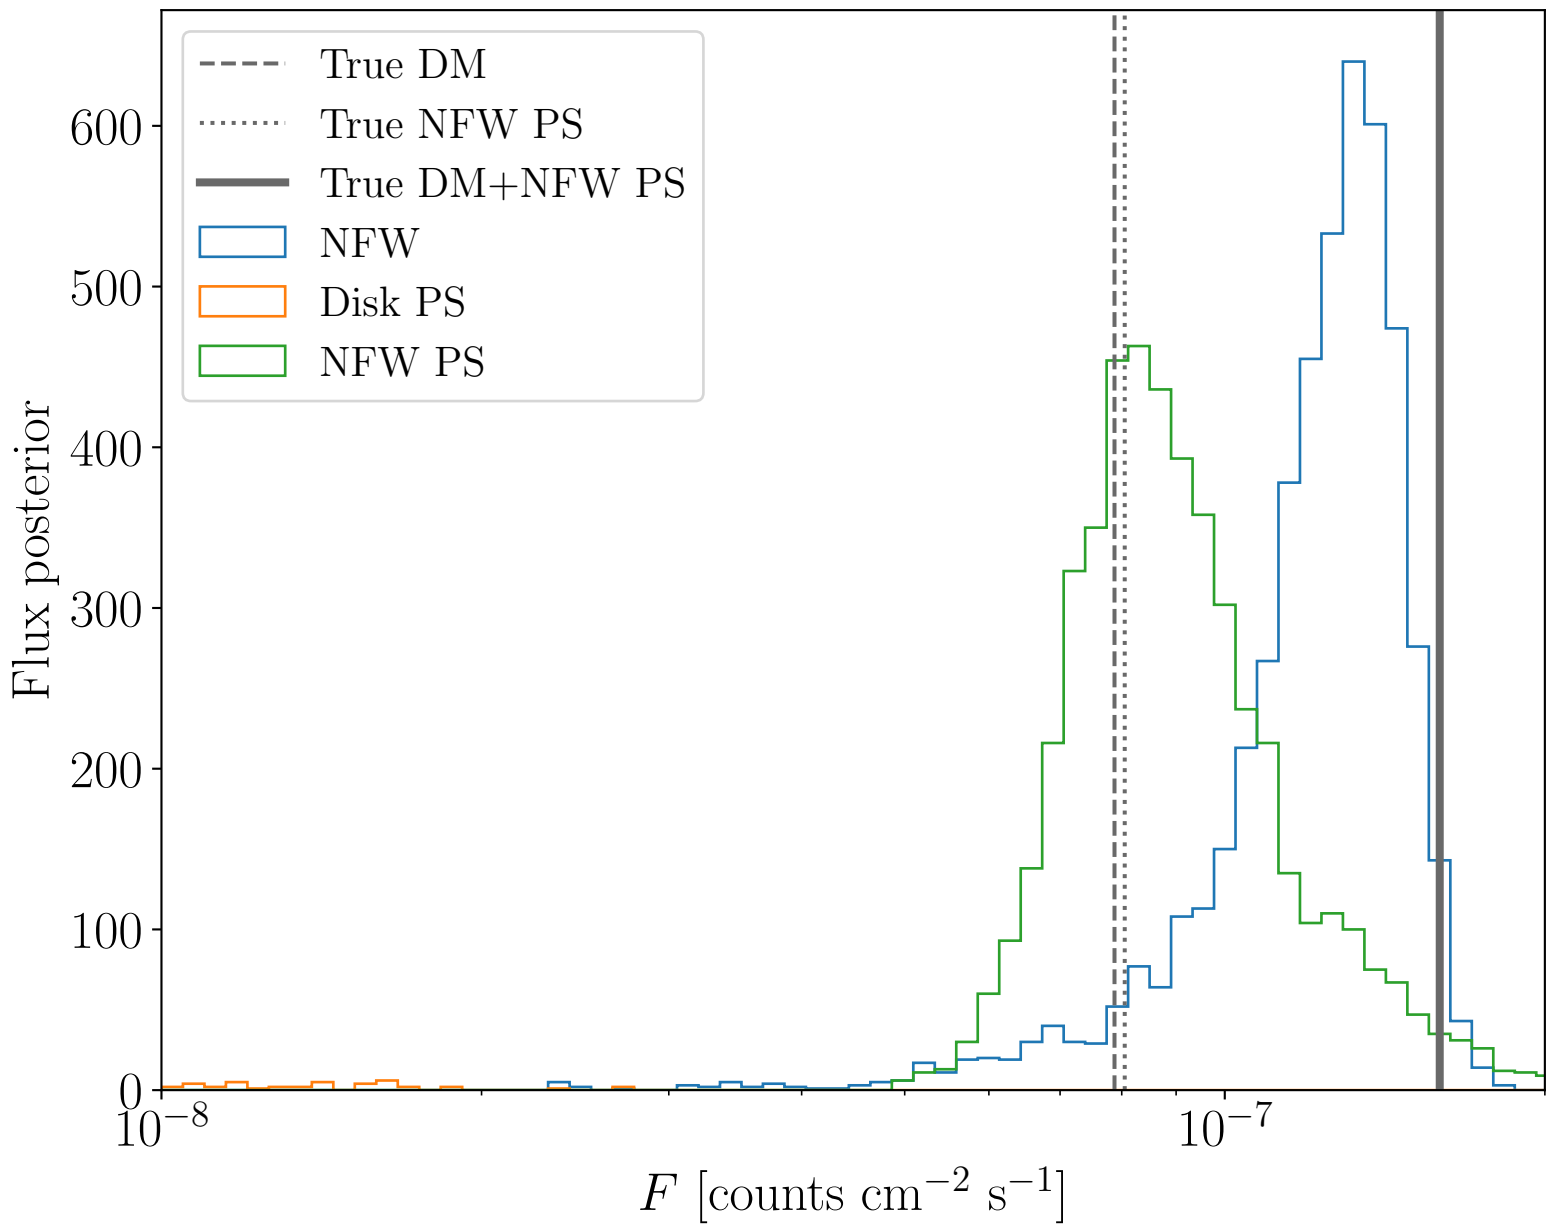 True DM
True NFW PS
True DM+NFW PS
NFW
Disk PS
NFW PS
Flux posterior
600
500
400
300
200
100
0
10⁻⁸
10⁻⁷
F [counts cm⁻² s⁻¹]